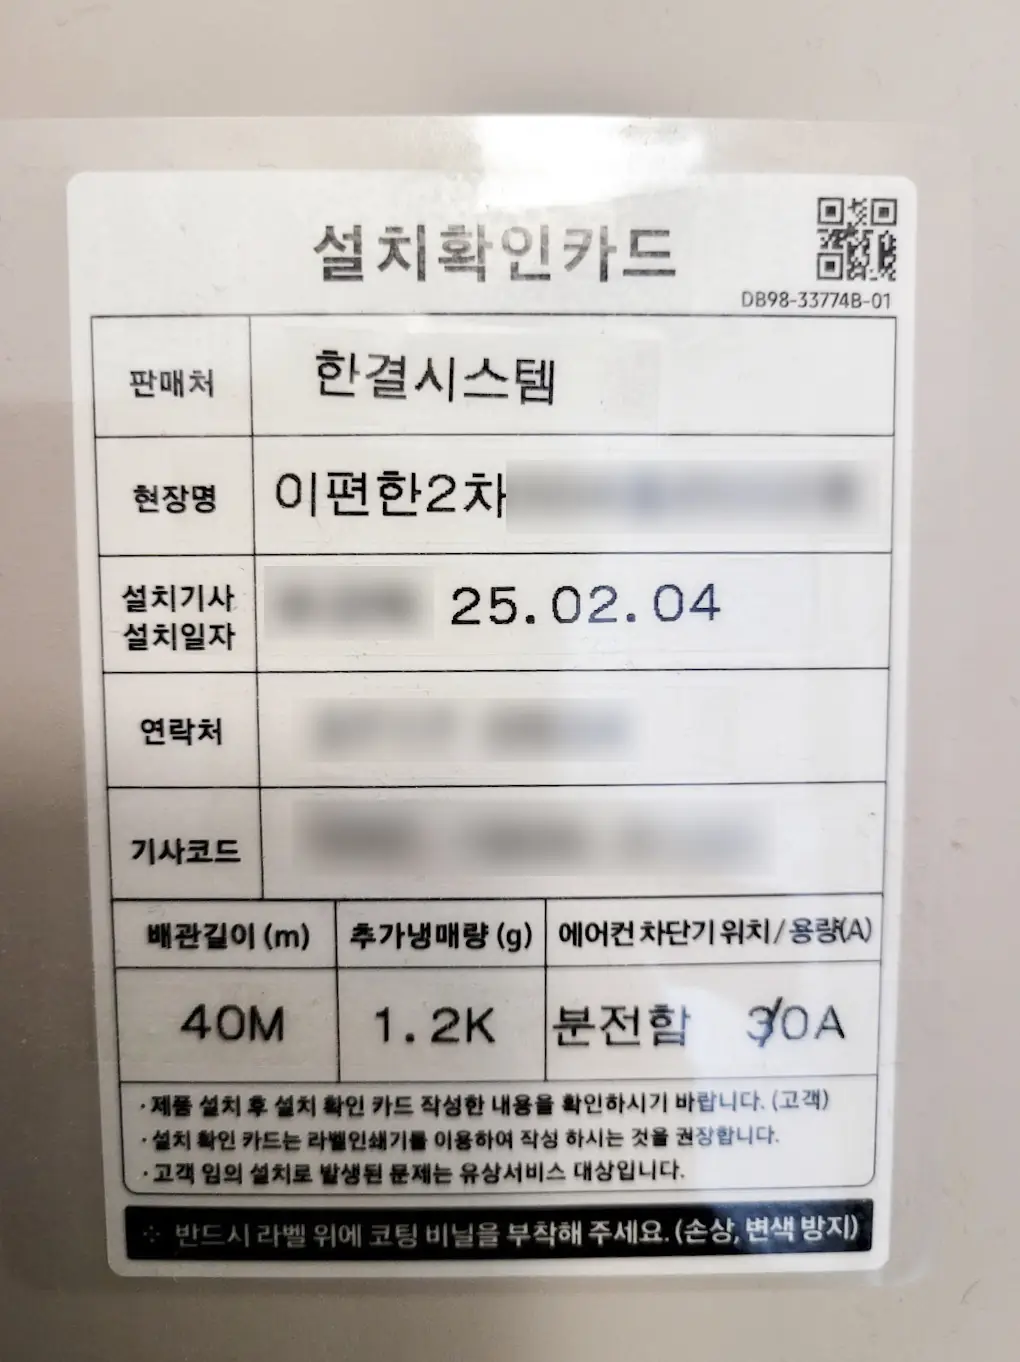 설치확인카드
DB98-33774B-01
판매처 한결시스템
현장명 이편한2차
설치기사
설치일자 25.02.04
연락처
기사코드
배관길이 (m) 추가냉매량 (g) 에어컨 차단기 위치 / 용량(A)
40M 1.2K 분전함 30A
· 제품 설치 후 설치 확인 카드 작성한 내용을 확인하시기 바랍니다. (고객)
· 설치 확인 카드는 라벨인쇄기를 이용하여 작성 하시는 것을 권장합니다.
· 고객 임의 설치로 발생된 문제는 유상서비스 대상입니다.
※ 반드시 라벨 위에 코팅 비닐을 부착해 주세요. (손상, 변색 방지)